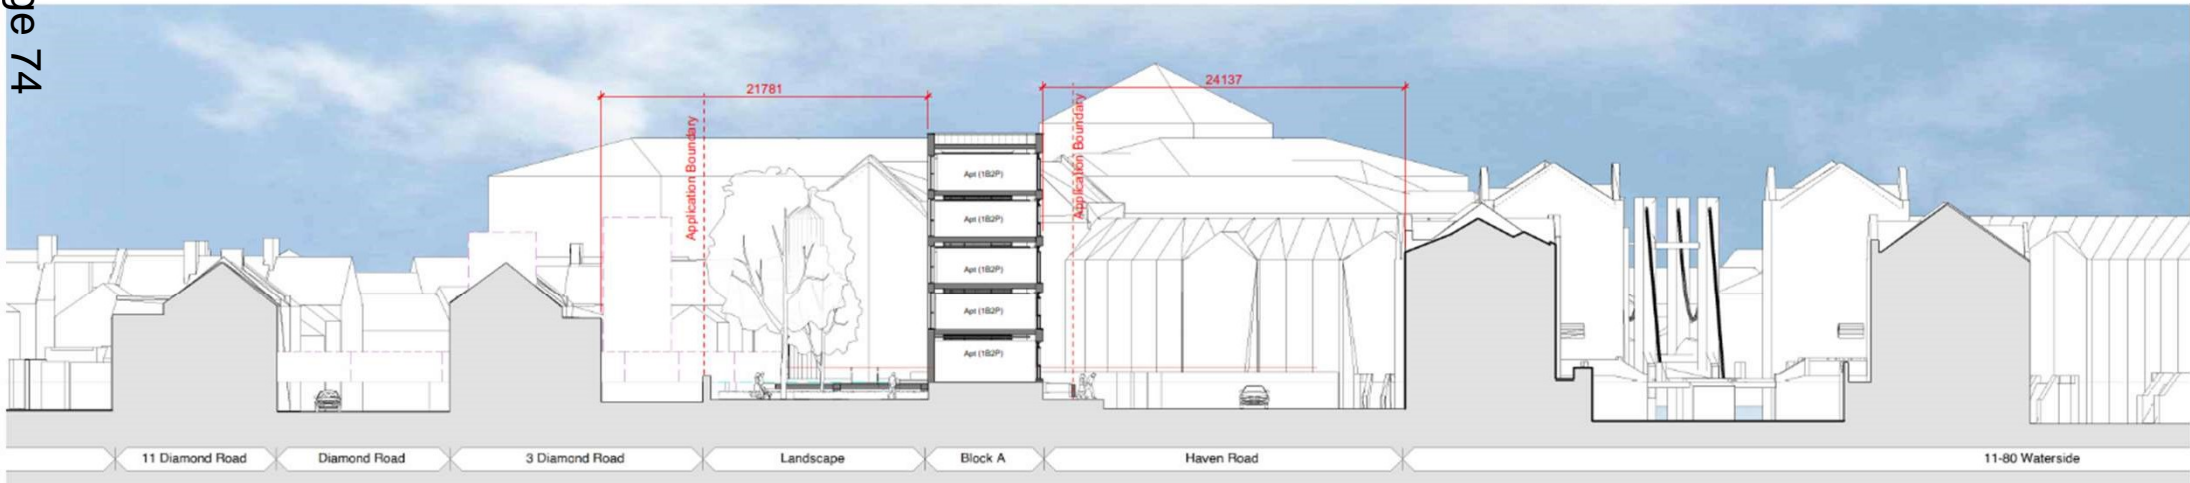 ge 74
21781
24137
Application Boundary
Application Boundary
Apt (1B2P)
Apt (1B2P)
Apt (1B2P)
Apt (1B2P)
Apt (1B2P)
11 Diamond Road
Diamond Road
3 Diamond Road
Landscape
Block A
Haven Road
11-80 Waterside